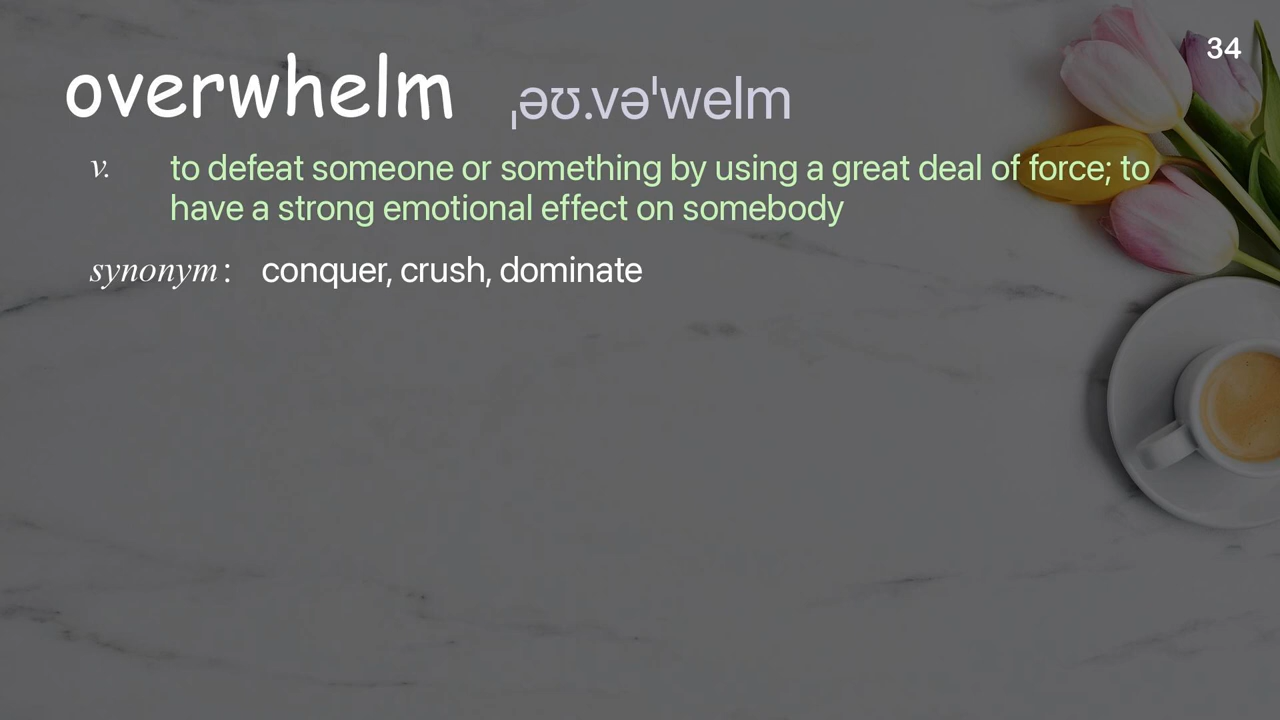 34
overwhelm ˌəʊ.vəˈwelm
v. to defeat someone or something by using a great deal of force; to
have a strong emotional effect on somebody
synonym: conquer, crush, dominate